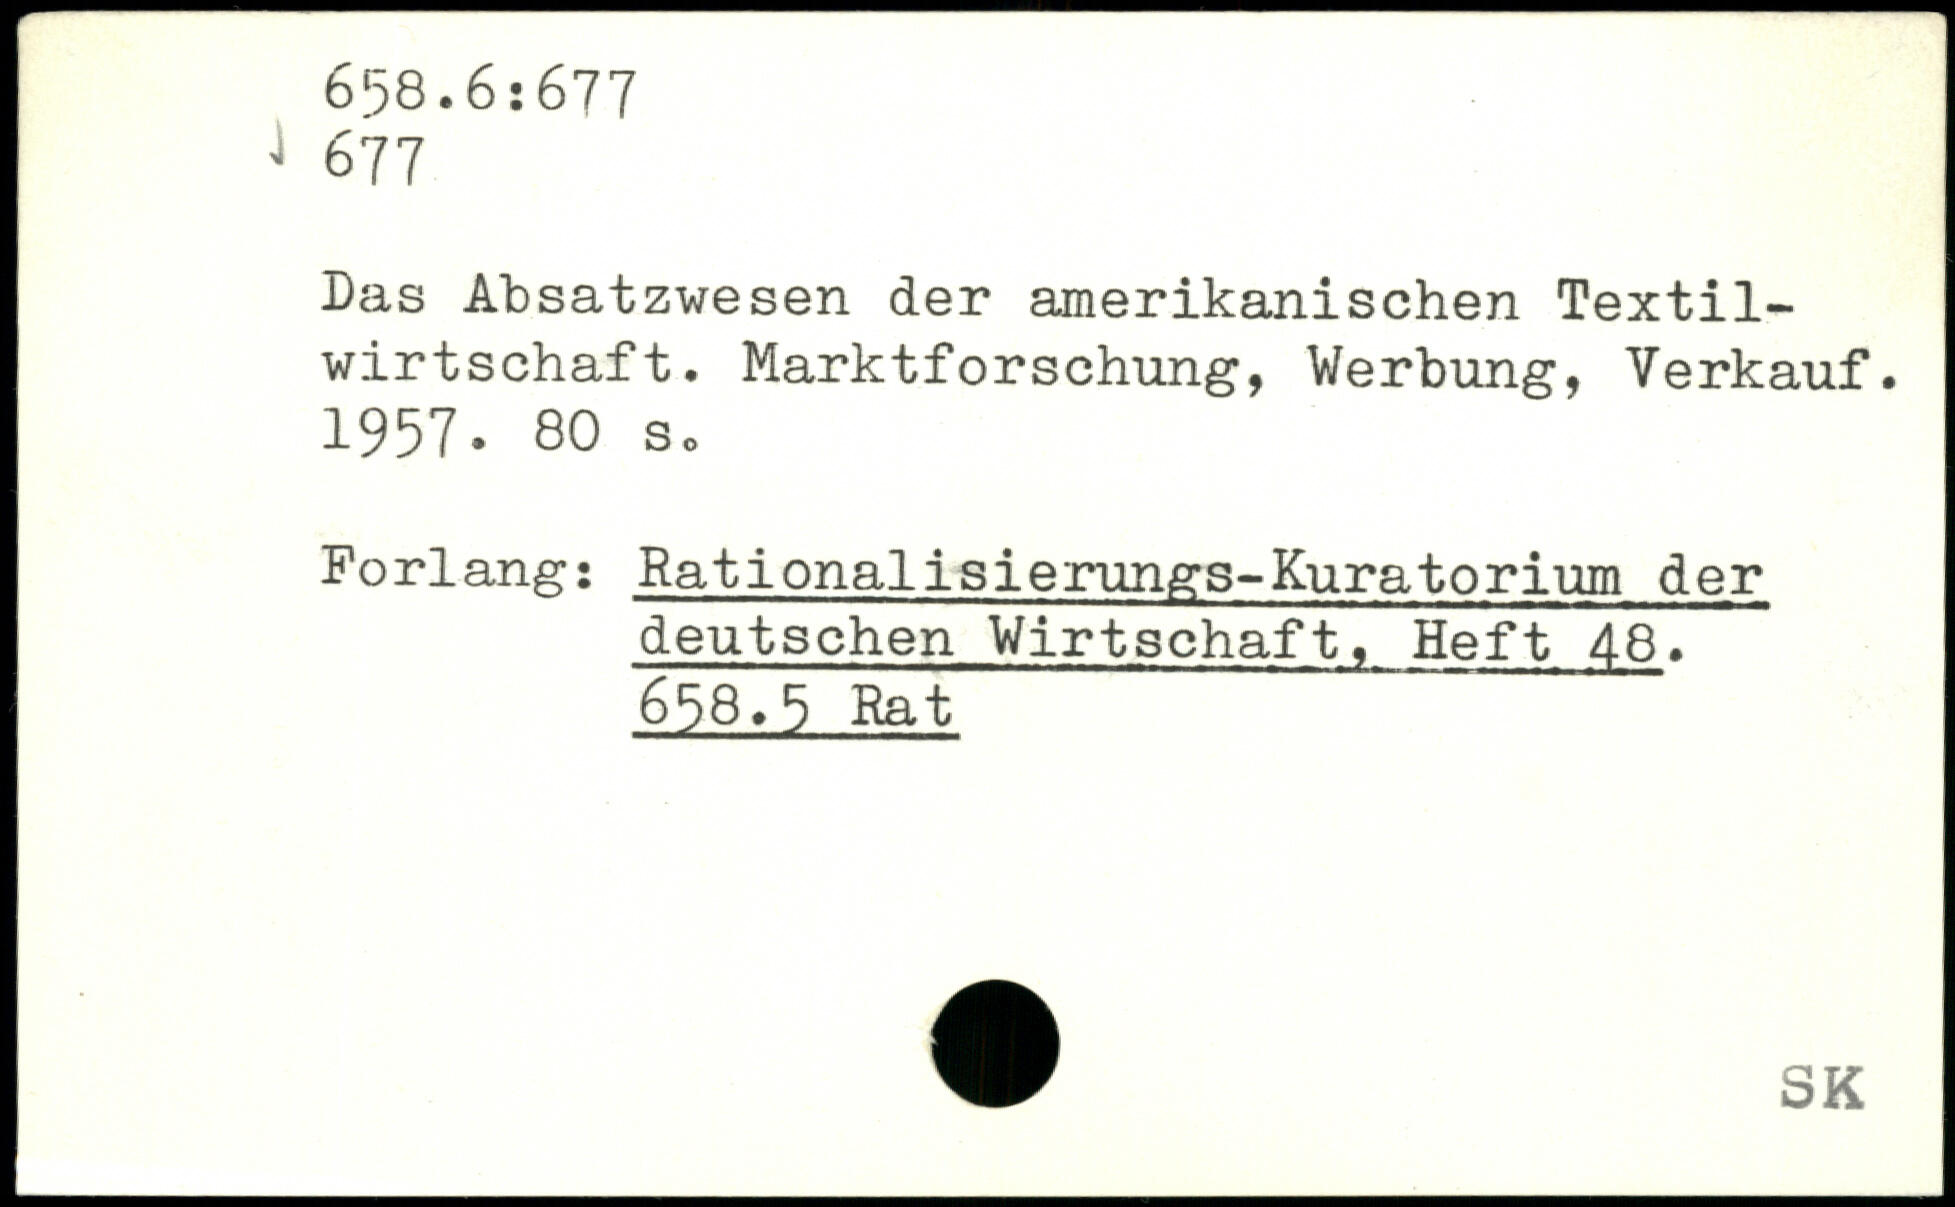 658.6:677
677
Das Absatzwesen der amerikanischen Textil-
wirtschaft. Marktforschung, Werbung, Verkauf.
1957. 80 s.
Forlang: Rationalisierungs-Kuratorium der
deutschen Wirtschaft, Heft 48.
658.5 Rat
SK